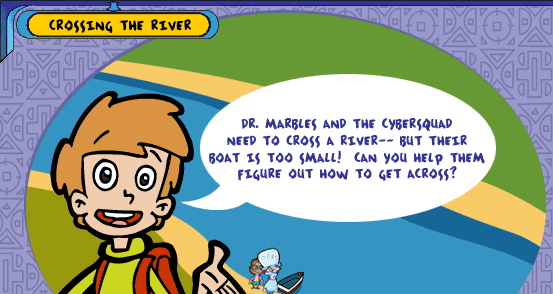 CROSSING THE RIVER
DR. MARBLES AND THE CYBERSQUAD
NEED TO CROSS A RIVER-- BUT THEIR
BOAT IS TOO SMALL! CAN YOU HELP THEM
FIGURE OUT HOW TO GET ACROSS?